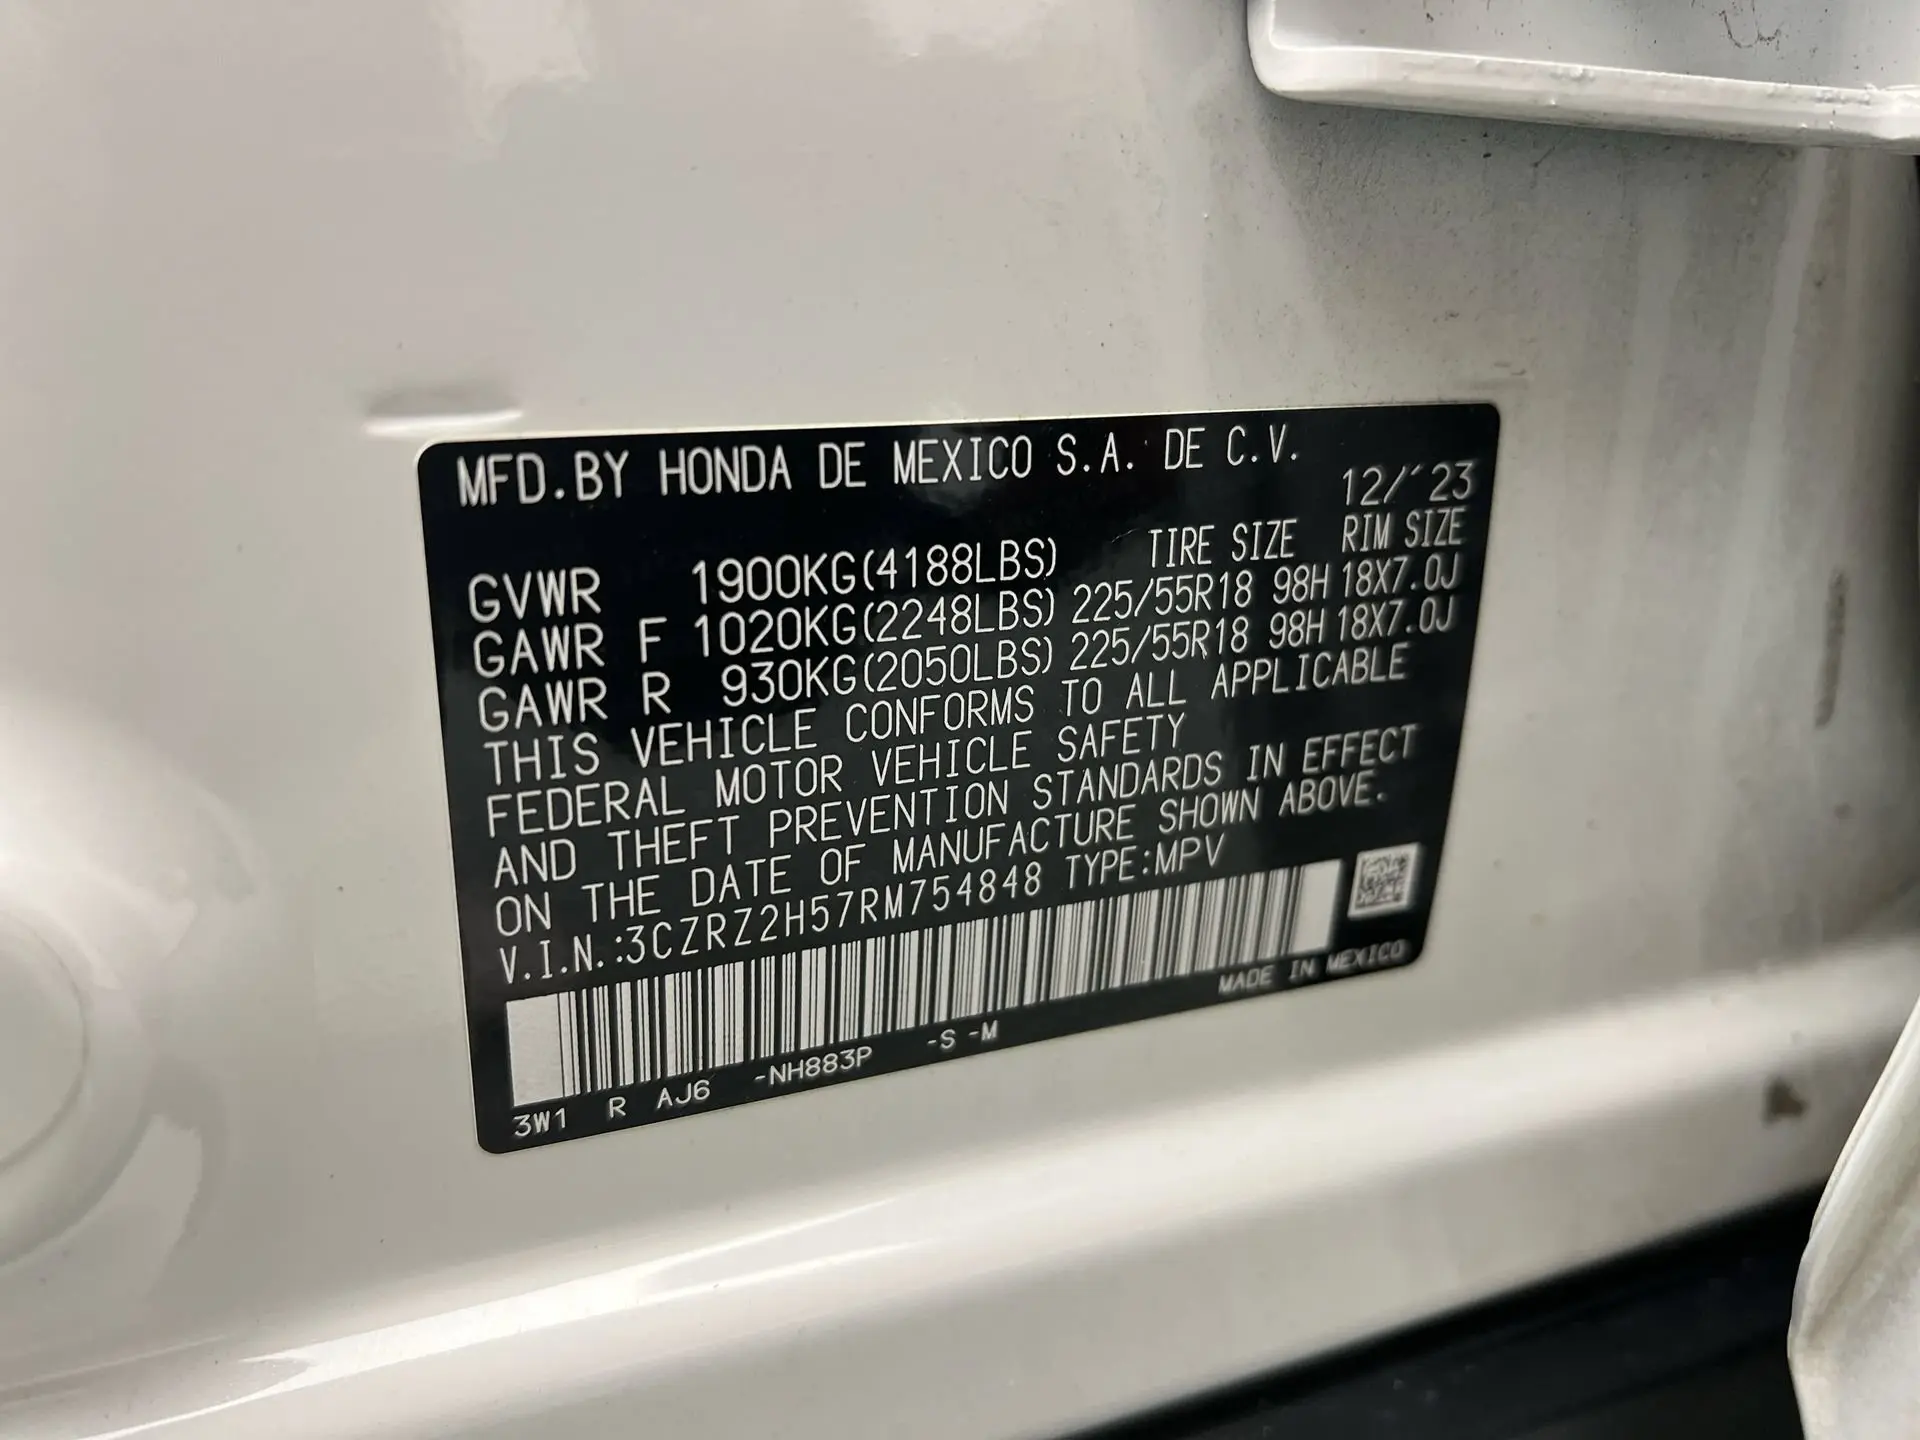 MFD.BY HONDA DE MEXICO S.A. DE C.V.
12/'23
GVWR 1900KG(4188LBS) TIRE SIZE RIM SIZE
GAWR F 1020KG(2248LBS) 225/55R18 98H 18X7.0J
GAWR R 930KG(2050LBS) 225/55R18 98H 18X7.0J
THIS VEHICLE CONFORMS TO ALL APPLICABLE
FEDERAL MOTOR VEHICLE SAFETY
AND THEFT PREVENTION STANDARDS IN EFFECT
ON THE DATE OF MANUFACTURE SHOWN ABOVE.
V.I.N.:3CZRZ2H57RM754848 TYPE:MPV
MADE IN MEXICO
3W1 R AJ6 -NH883P -S -M